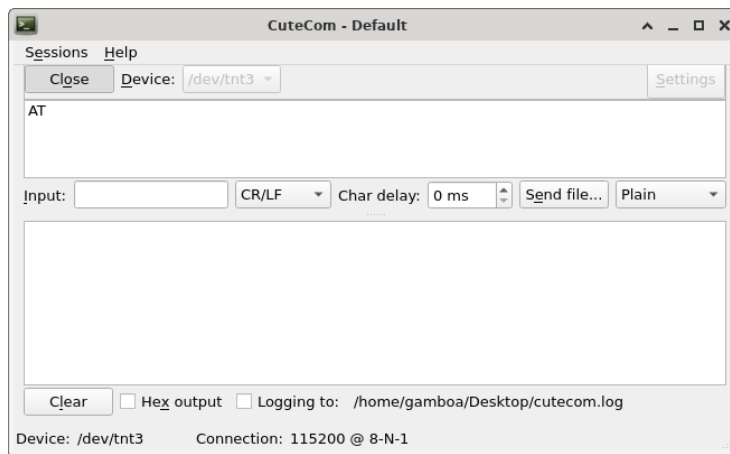 CuteCom - Default
Sessions Help
Close Device: /dev/tnt3 Settings
AT
Input: CR/LF Char delay: 0 ms Send file... Plain
Clear Hex output Logging to: /home/gamboa/Desktop/cutecom.log
Device: /dev/tnt3 Connection: 115200 @ 8-N-1